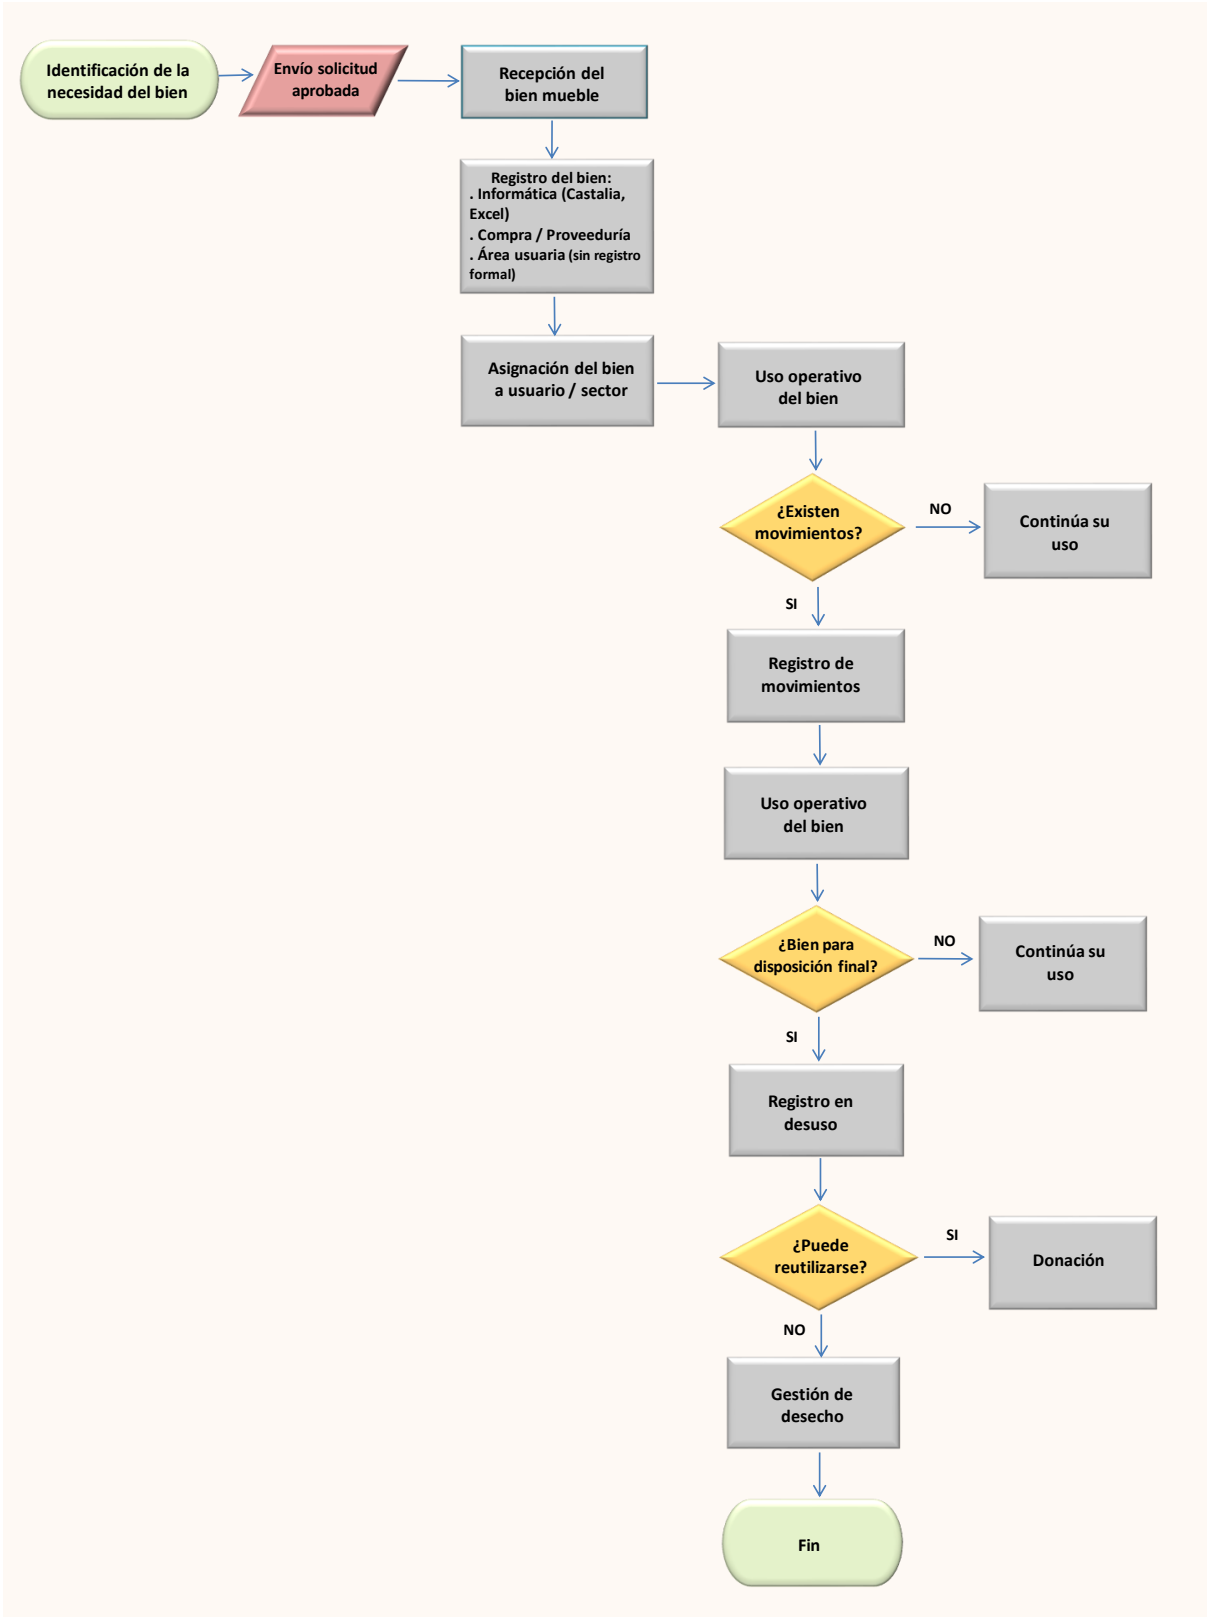 Identificación de la
necesidad del bien
Envío solicitud
aprobada
Recepción del
bien mueble
Registro del bien:
. Informática (Castalia,
Excel)
. Compra / Proveeduría
. Área usuaria (sin registro
formal)
Asignación del bien
a usuario / sector
Uso operativo
del bien
¿Existen
movimientos?
NO
Continúa su
uso
SI
Registro de
movimientos
Uso operativo
del bien
¿Bien para
disposición final?
NO
Continúa su
uso
SI
Registro en
desuso
¿Puede
reutilizarse?
SI
Donación
NO
Gestión de
desecho
Fin